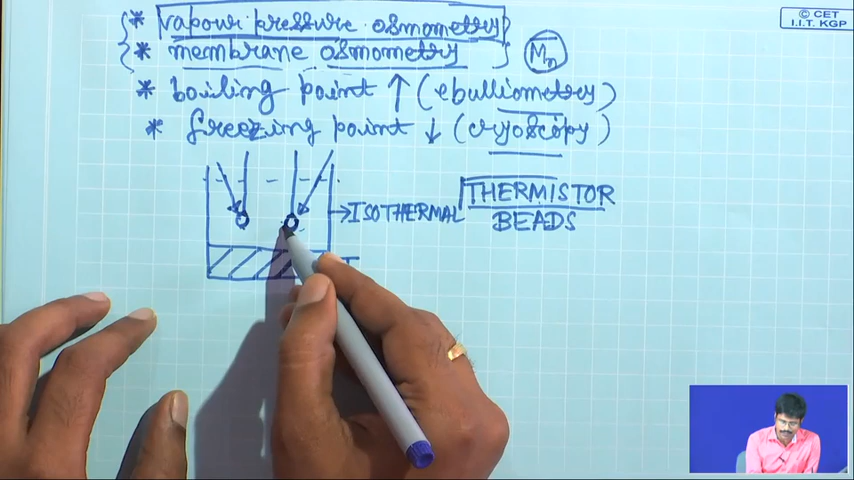 © CET
I.I.T. KGP
* vapour pressure osmometry
* membrane osmometry
Mn
* boiling point ↑ (ebulliometry)
* freezing point ↓ (cryoscopy)
→ ISOTHERMAL
THERMISTOR
BEADS